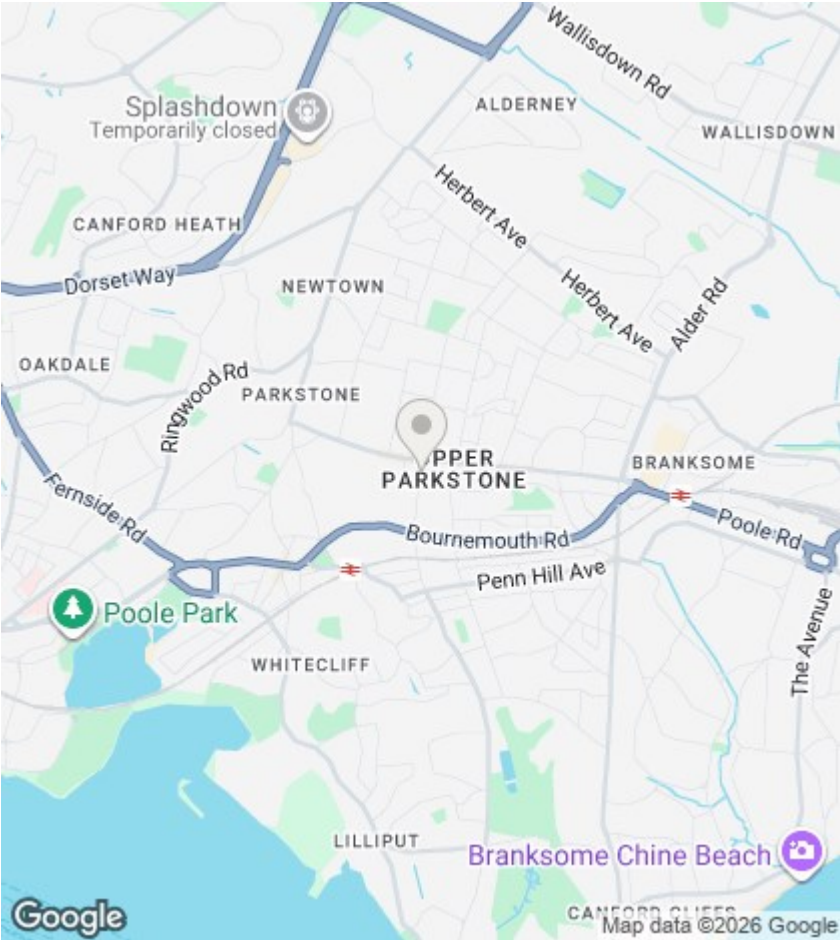 Wallisdown Rd
Splashdown
Temporarily closed
ALDERNEY
WALLISDOWN
Herbert Ave
CANFORD HEATH
Dorset Way
NEWTOWN
Herbert Ave
Alder Rd
OAKDALE
Ringwood Rd
PARKSTONE
UPPER
PARKSTONE
BRANKSOME
Fernside Rd
Bournemouth Rd
Poole Rd
Penn Hill Ave
Poole Park
The Avenue
WHITECLIFF
LILLIPUT
Branksome Chine Beach
CANFORD CLIFFS
Google
Map data ©2026 Google